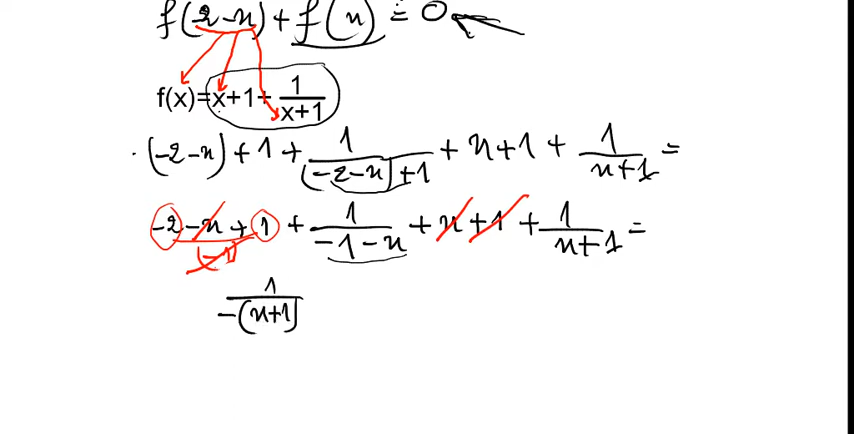 f(2-x)+f(x)=0
f(x)=x+1+1/(x+1)
.(-2-x)+1+1/((-2-x)+1)+x+1+1/(x+1)=
-2-x+1+1/(-1-x)+x+1+1/(x+1)=
(-1)
1/(-(x+1))